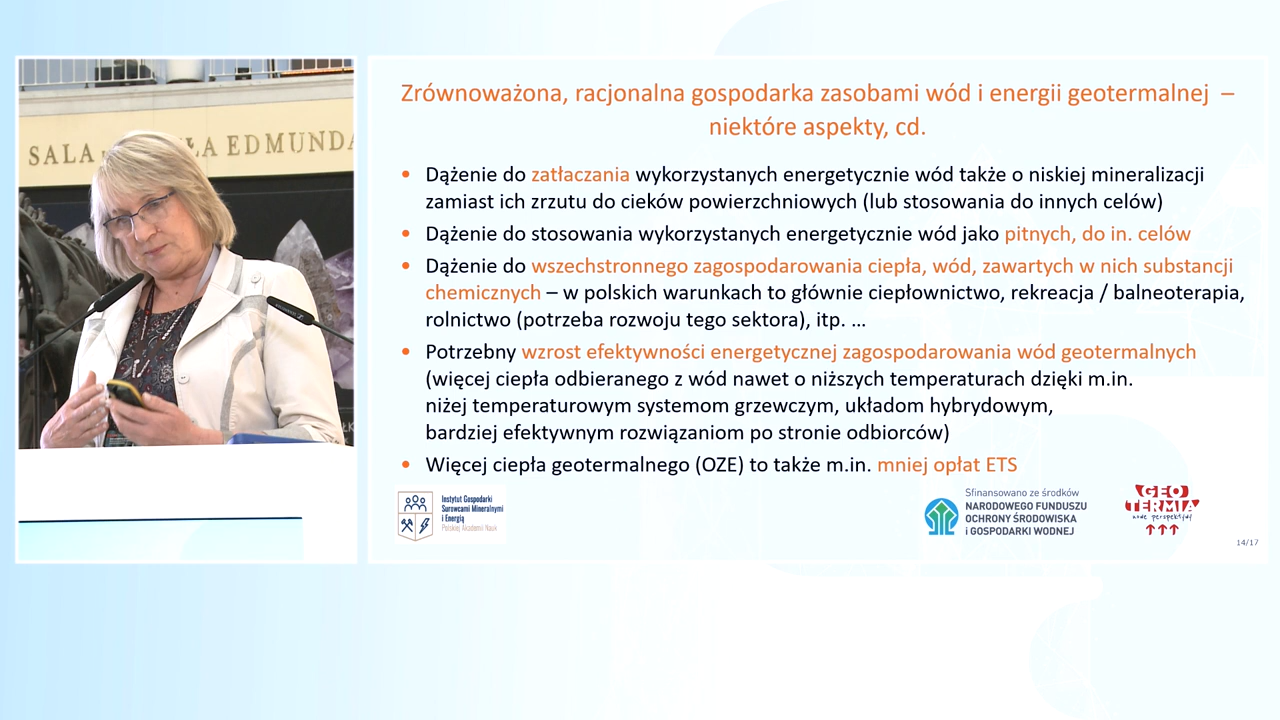 SALA
ŁA EDMUNDA
Zrównoważona, racjonalna gospodarka zasobami wód i energii geotermalnej –
niektóre aspekty, cd.
• Dążenie do zatłaczania wykorzystanych energetycznie wód także o niskiej mineralizacji
zamiast ich zrzutu do cieków powierzchniowych (lub stosowania do innych celów)
• Dążenie do stosowania wykorzystanych energetycznie wód jako pitnych, do in. celów
• Dążenie do wszechstronnego zagospodarowania ciepła, wód, zawartych w nich substancji
chemicznych – w polskich warunkach to głównie ciepłownictwo, rekreacja / balneoterapia,
rolnictwo (potrzeba rozwoju tego sektora), itp. ...
• Potrzebny wzrost efektywności energetycznej zagospodarowania wód geotermalnych
(więcej ciepła odbieranego z wód nawet o niższych temperaturach dzięki m.in.
niżej temperaturowym systemom grzewczym, układom hybrydowym,
bardziej efektywnym rozwiązaniom po stronie odbiorców)
• Więcej ciepła geotermalnego (OZE) to także m.in. mniej opłat ETS
Instytut Gospodarki
Surowcami Mineralnymi
i Energią
Polskiej Akademii Nauk
Sfinansowano ze środków
NARODOWEGO FUNDUSZU
OCHRONY ŚRODOWISKA
i GOSPODARKI WODNEJ
GEO
TERMIA
nowe perspektywy
14/17